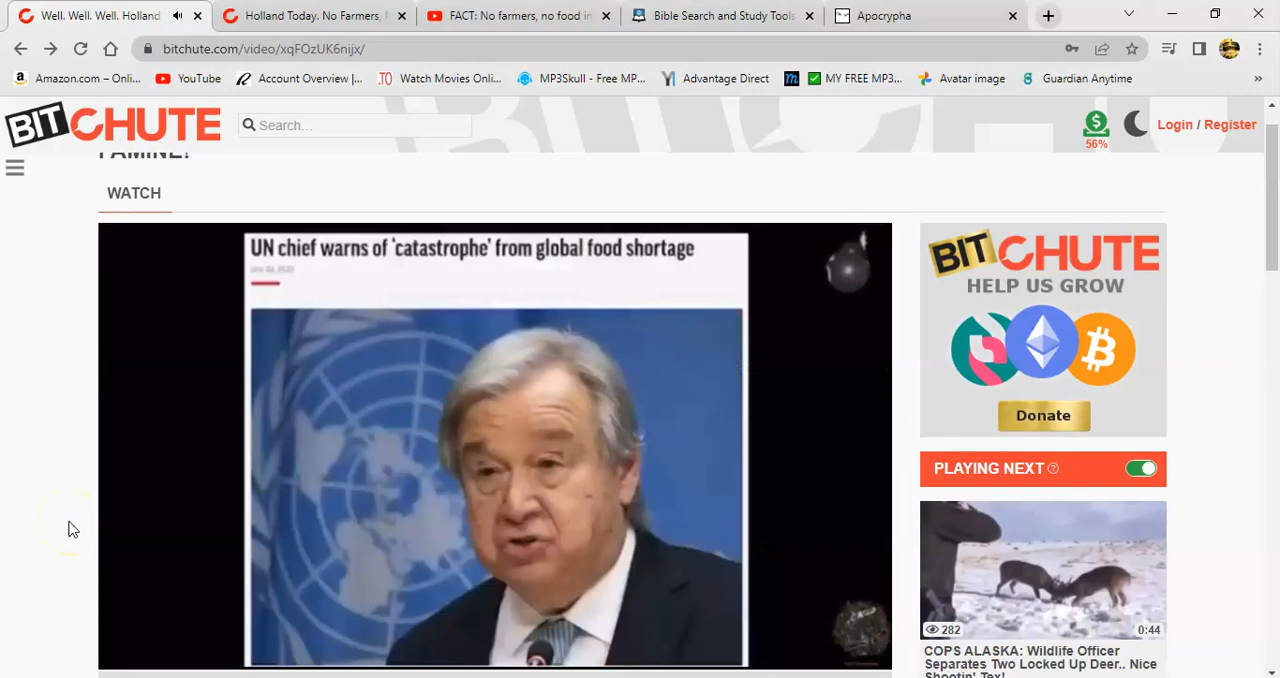 Well. Well. Well. Holland
Holland Today. No Farmers,
FACT: No farmers, no food i
Bible Search and Study Tools
Apocrypha
bitchute.com/video/xqFOzUK6nijx/
Amazon.com – Onli...
YouTube
Account Overview |...
.TO Watch Movies Onli...
MP3Skull - Free MP...
Advantage Direct
m
MY FREE MP3...
Avatar image
Guardian Anytime
»
BITCHUTE
Search...
$
56%
Login / Register
FAMINE!
WATCH
UN chief warns of 'catastrophe' from global food shortage
BITCHUTE
HELP US GROW
Donate
PLAYING NEXT
282
0:44
COPS ALASKA: Wildlife Officer
Separates Two Locked Up Deer.. Nice
Shootin' Tex!